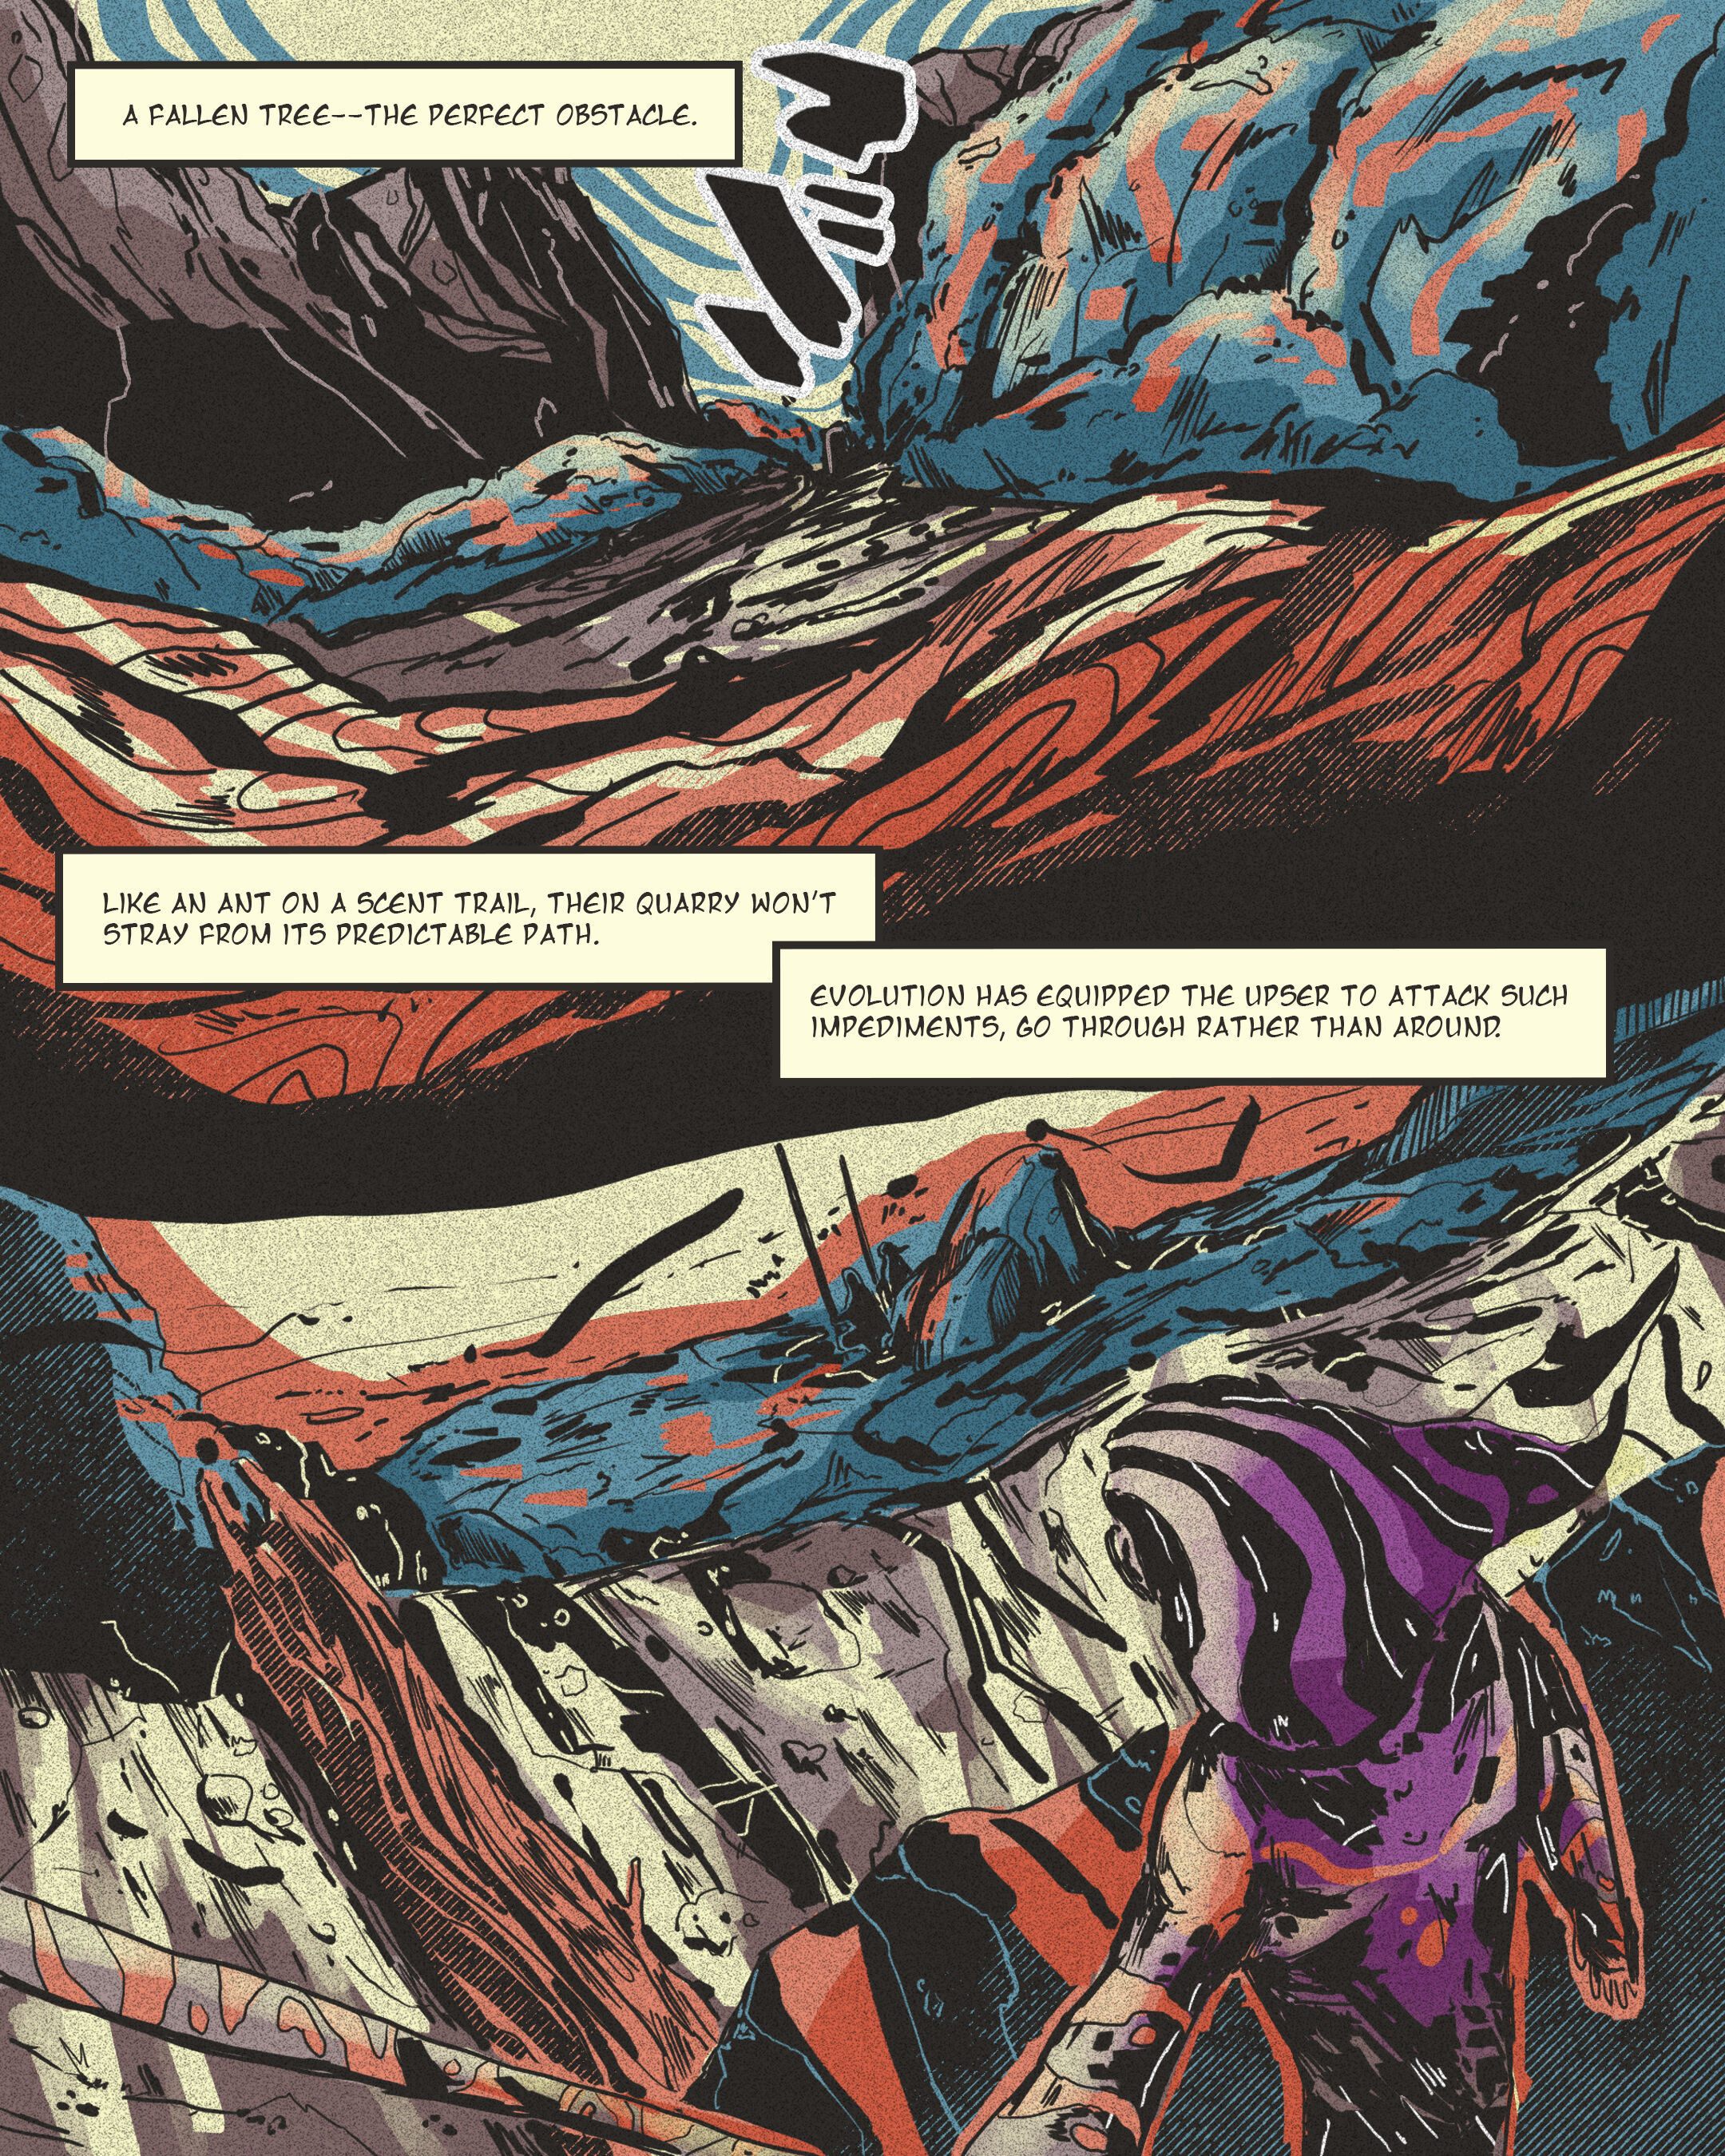 A FALLEN TREE--THE PERFECT OBSTACLE.
LIKE AN ANT ON A SCENT TRAIL, THEIR QUARRY WON'T
STRAY FROM ITS PREDICTABLE PATH.
EVOLUTION HAS EQUIPPED THE UPSER TO ATTACK SUCH
IMPEDIMENTS, GO THROUGH RATHER THAN AROUND.